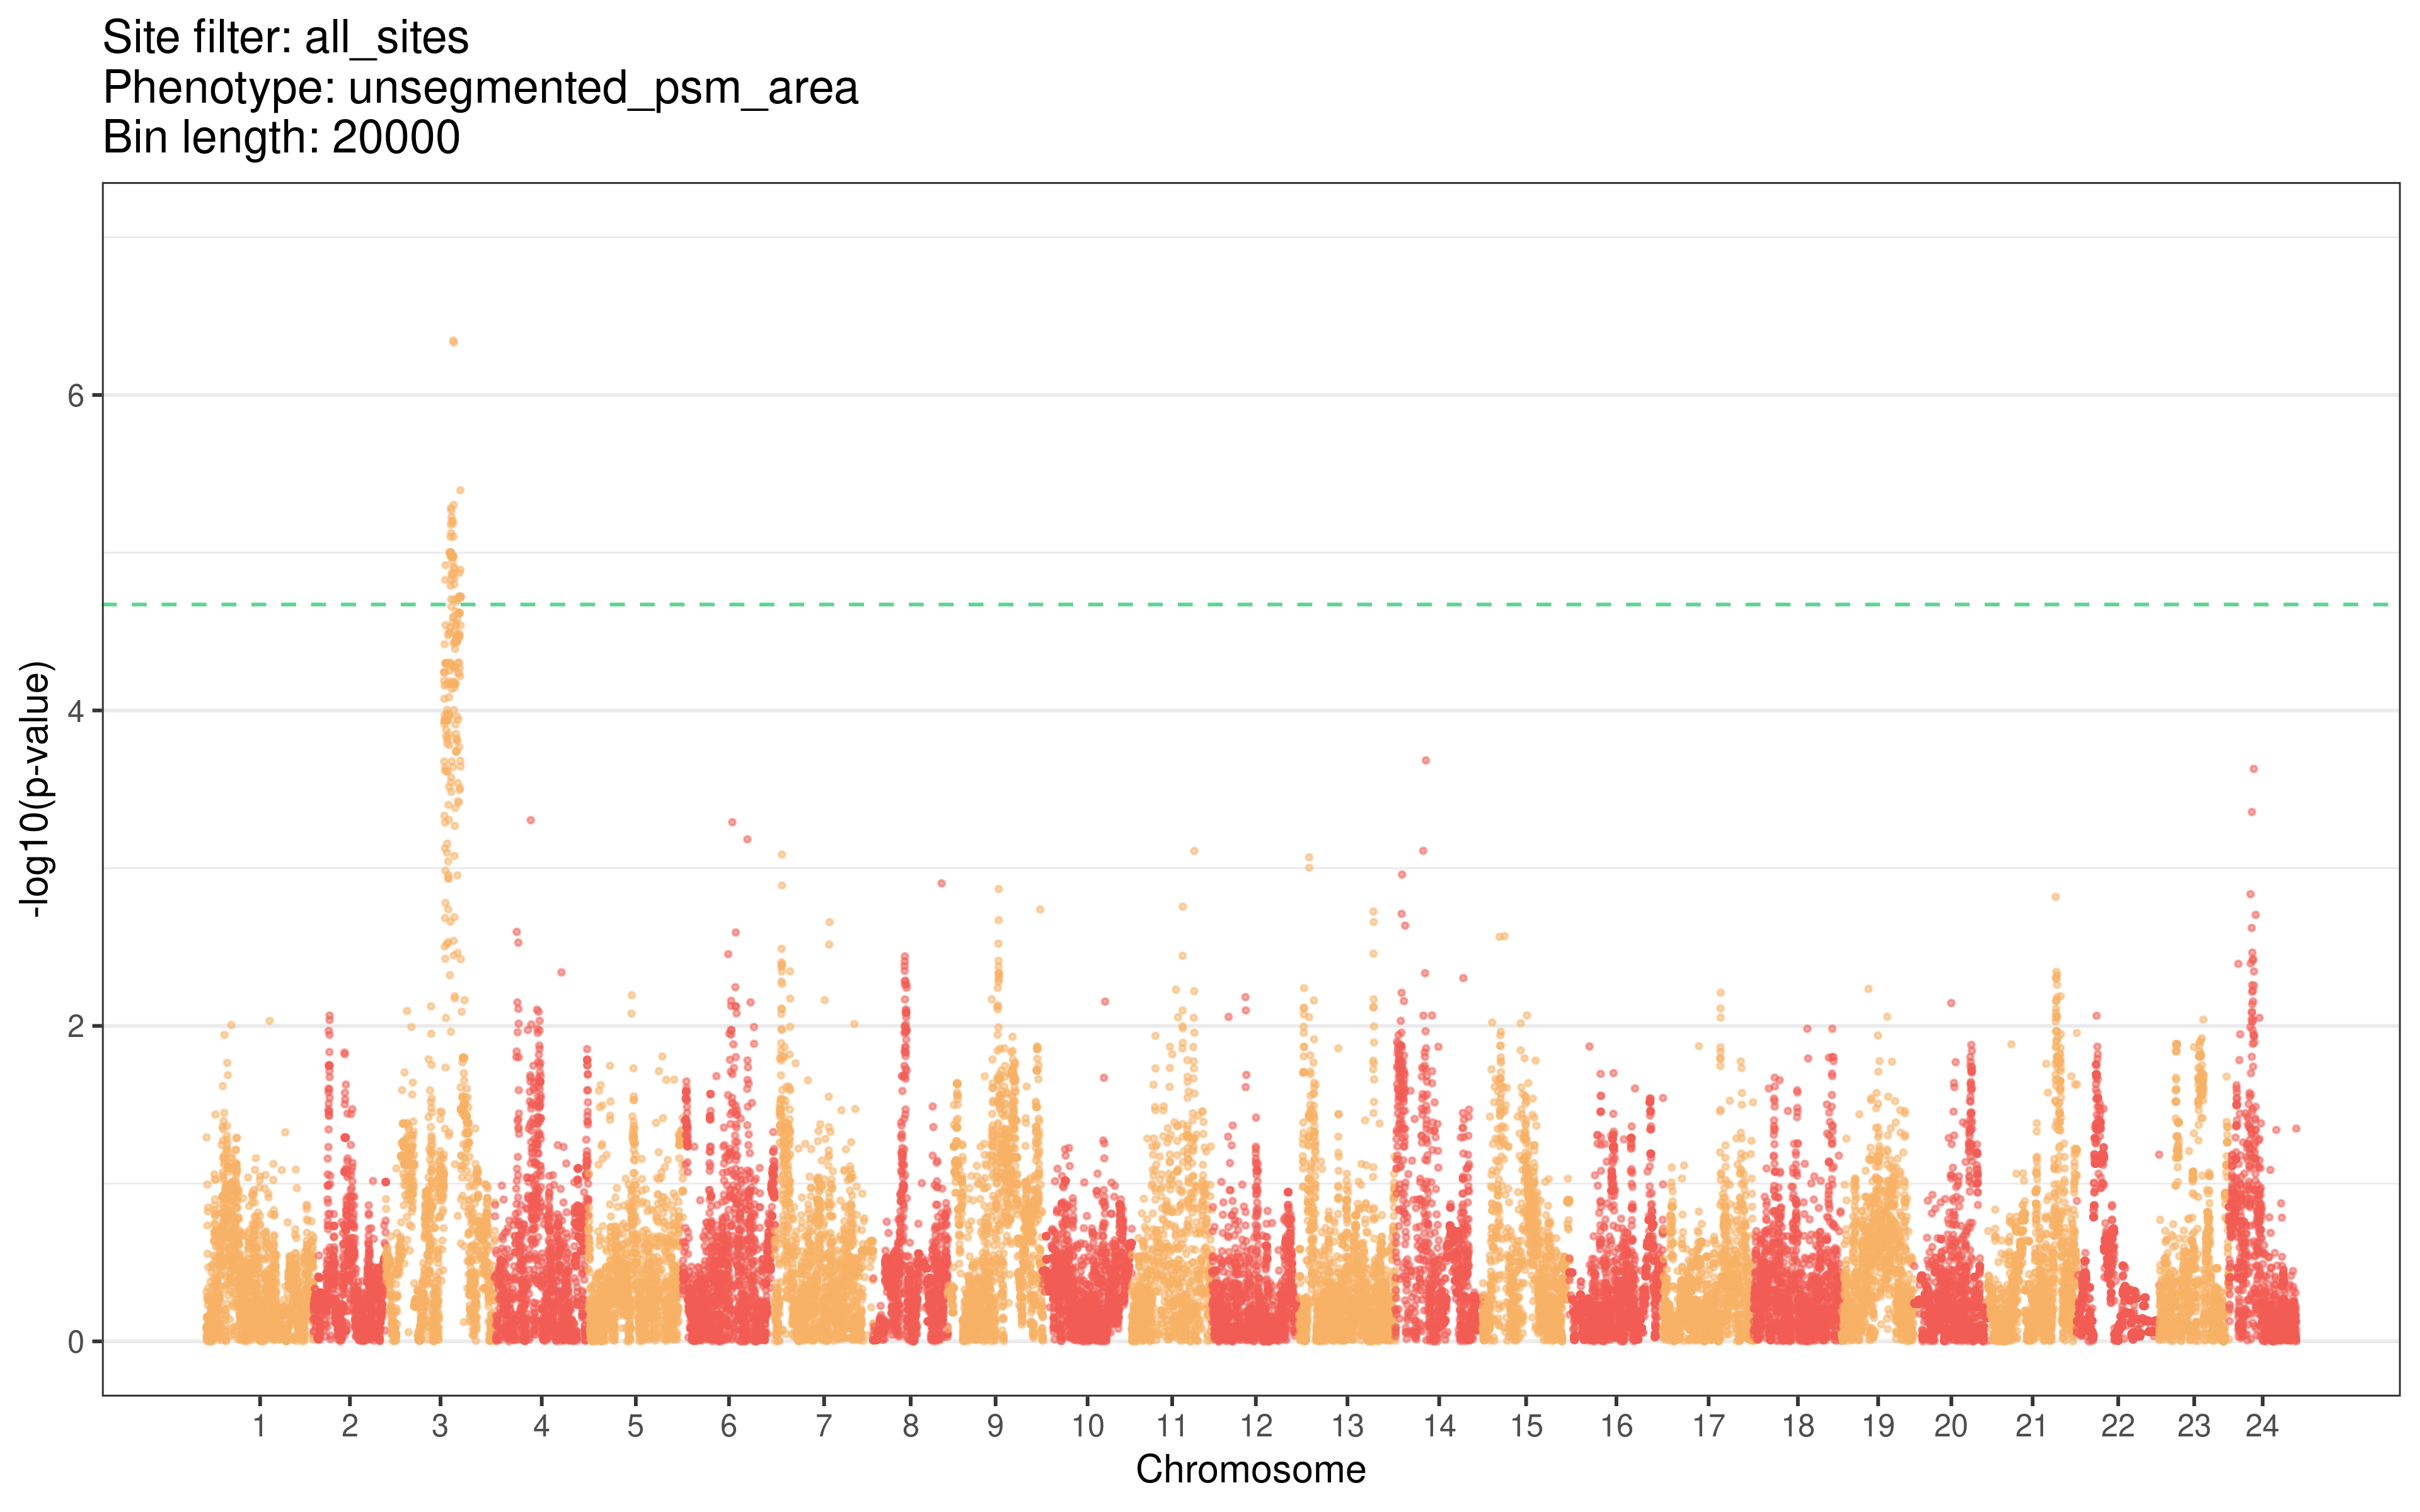 Site filter: all_sites
Phenotype: unsegmented_psm_area
Bin length: 20000
-log10(p-value)
6
4
2
0
1 2 3 4 5 6 7 8 9 10 11 12 13 14 15 16 17 18 19 20 21 22 23 24
Chromosome